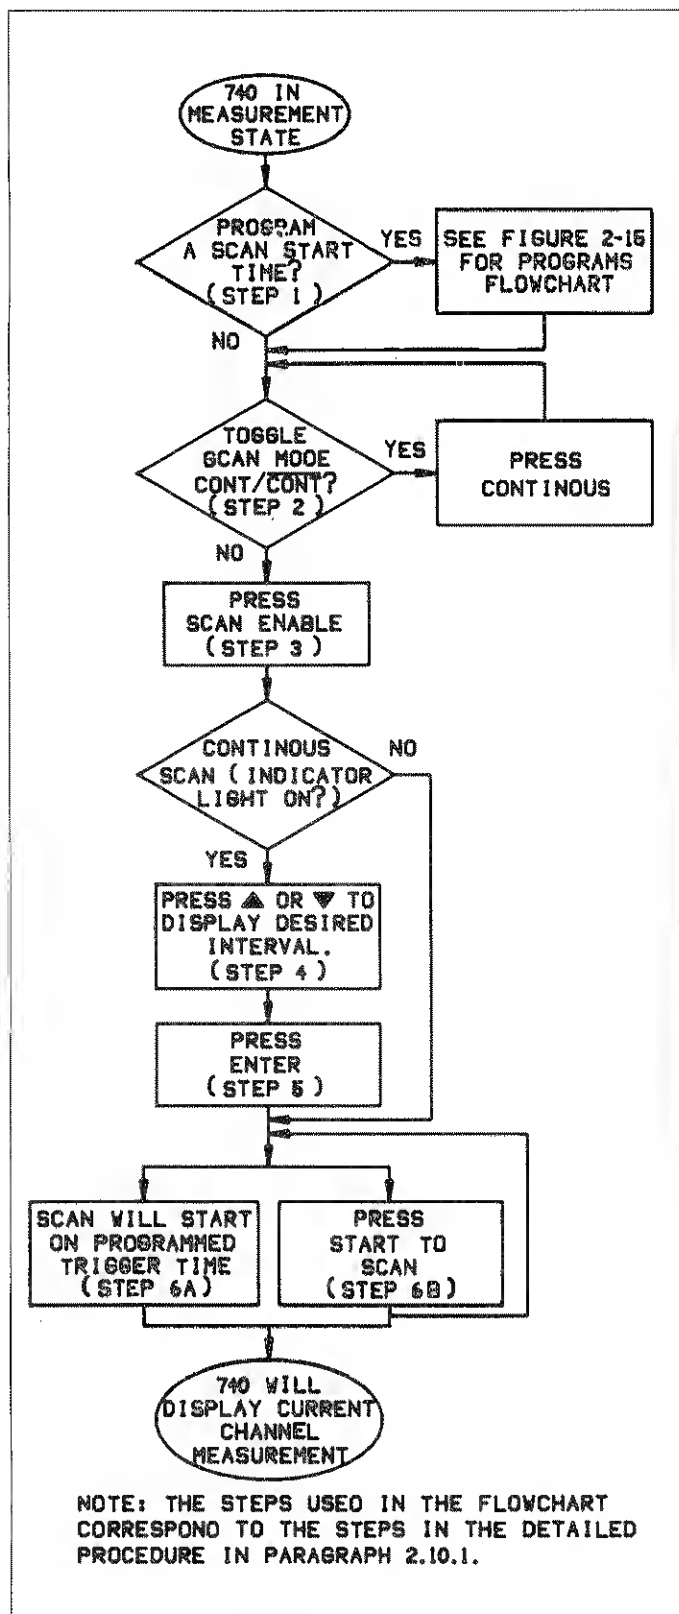 740 IN
MEASUREMENT
STATE
PROGRAM
A SCAN START
TIME?
(STEP 1)
YES
SEE FIGURE 2-15
FOR PROGRAMS
FLOWCHART
NO
TOGGLE
SCAN MODE
CONT/C̅O̅N̅T̅?
(STEP 2)
YES
PRESS
CONTINOUS
NO
PRESS
SCAN ENABLE
(STEP 3)
CONTINOUS
SCAN (INDICATOR
LIGHT ON?)
NO
YES
PRESS ▲ OR ▼ TO
DISPLAY DESIRED
INTERVAL.
(STEP 4)
PRESS
ENTER
(STEP 5)
SCAN WILL START
ON PROGRAMMED
TRIGGER TIME
(STEP 6A)
PRESS
START TO
SCAN
(STEP 6B)
740 WILL
DISPLAY CURRENT
CHANNEL
MEASUREMENT
NOTE: THE STEPS USED IN THE FLOWCHART
CORRESPOND TO THE STEPS IN THE DETAILED
PROCEDURE IN PARAGRAPH 2.10.1.